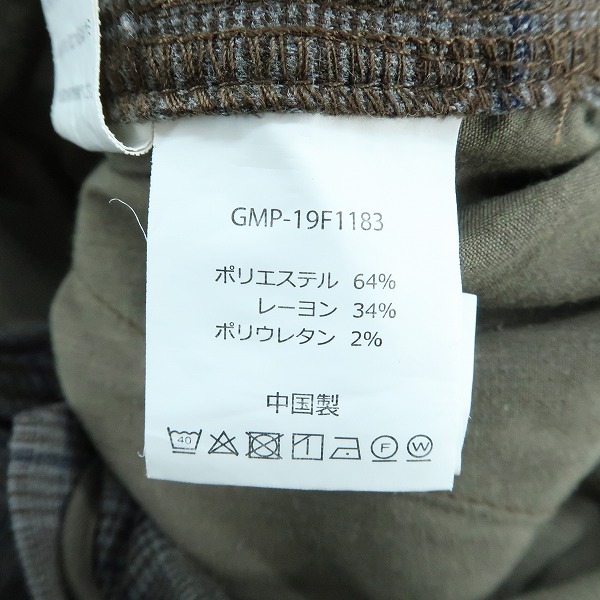 GMP-19F1183
ポリエステル 64%
レーヨン 34%
ポリウレタン 2%
中国製
40 F W